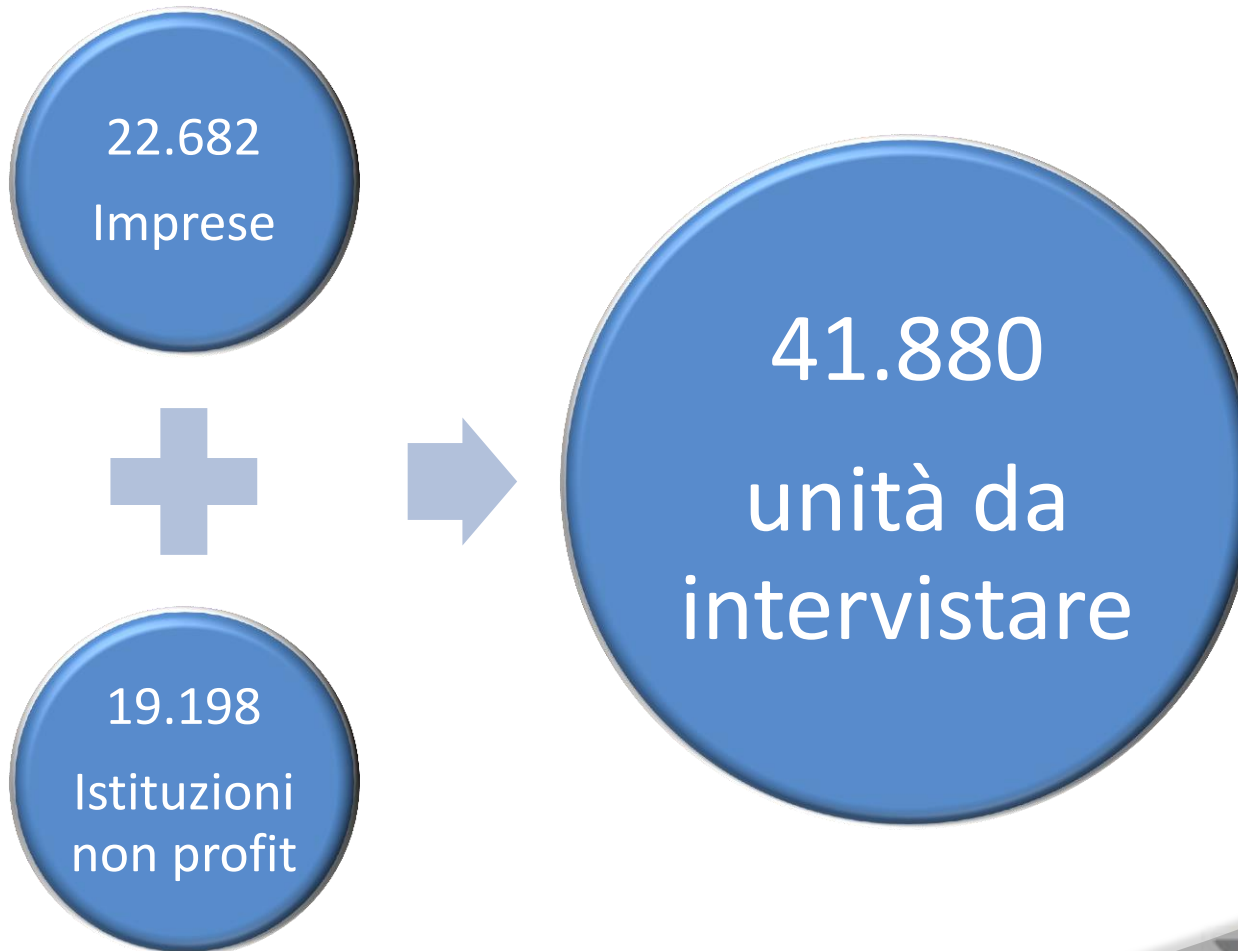 22.682
Imprese
19.198
Istituzioni
non profit
41.880
unità da
intervistare